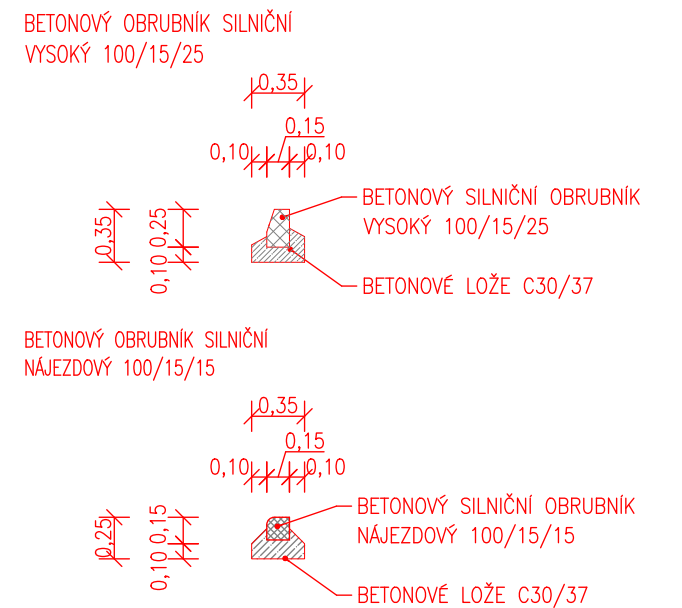 BETONOVÝ OBRUBNÍK SILNIČNÍ
VYSOKÝ 100/15/25
0,35
0,15
0,10 0,10
BETONOVÝ SILNIČNÍ OBRUBNÍK
VYSOKÝ 100/15/25
0,35
0,25
0,10
BETONOVÉ LOŽE C30/37
BETONOVÝ OBRUBNÍK SILNIČNÍ
NÁJEZDOVÝ 100/15/15
0,35
0,15
0,10 0,10
BETONOVÝ SILNIČNÍ OBRUBNÍK
NÁJEZDOVÝ 100/15/15
0,25
0,15
0,10
BETONOVÉ LOŽE C30/37